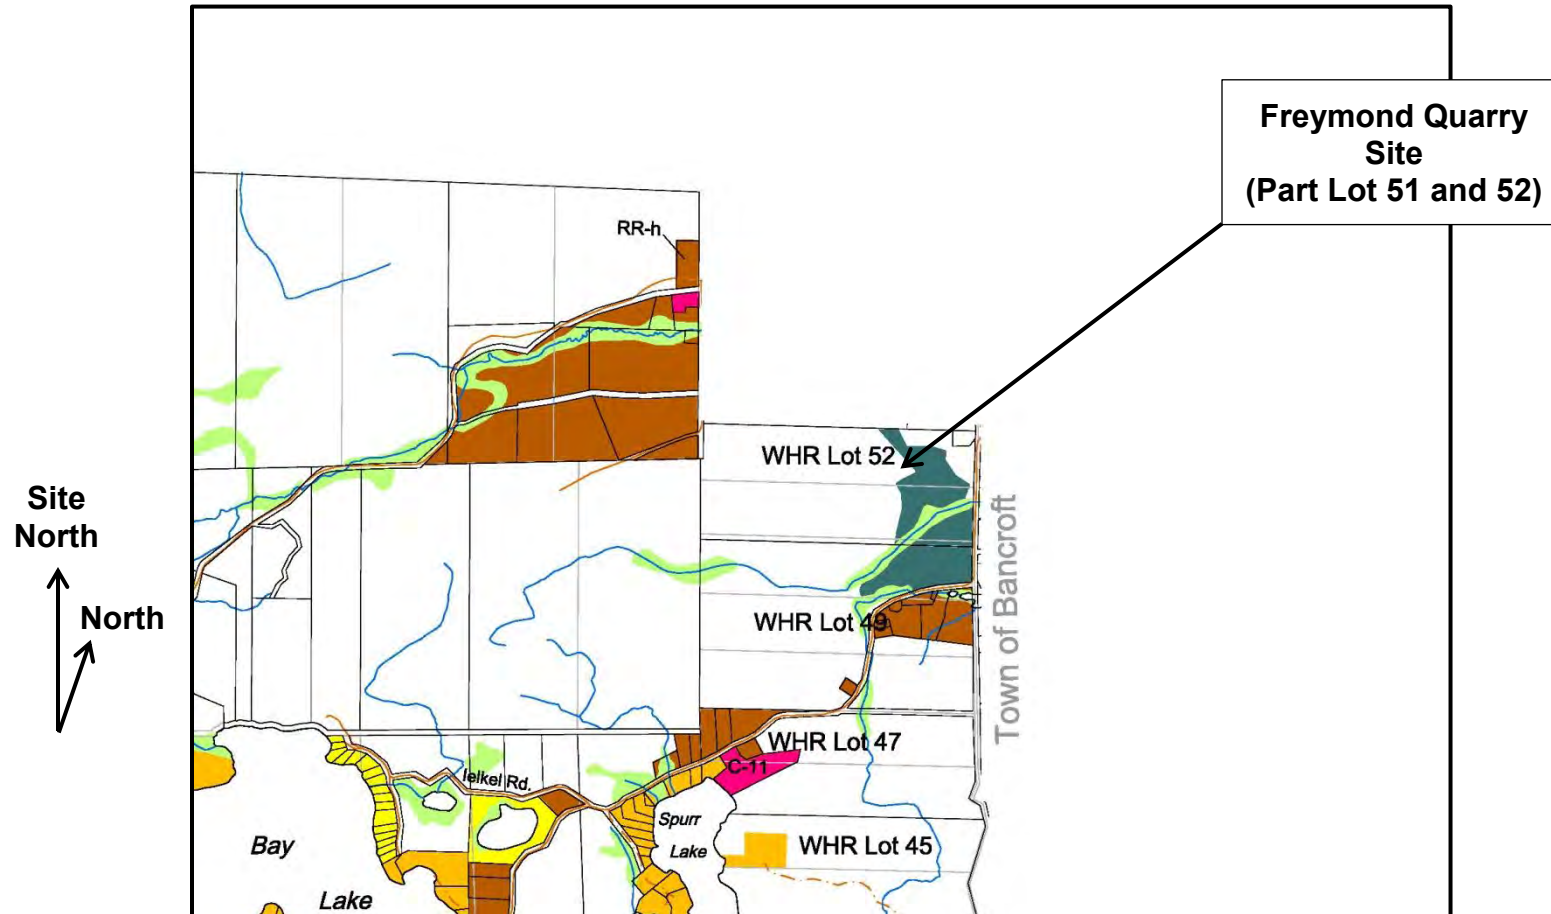 Freymond Quarry
Site
(Part Lot 51 and 52)
RR-h
WHR Lot 52
Site
North
North
Town of Bancroft
WHR Lot 49
WHR Lot 47
C-11
lelkel Rd.
Spurr
Lake
WHR Lot 45
Bay
Lake